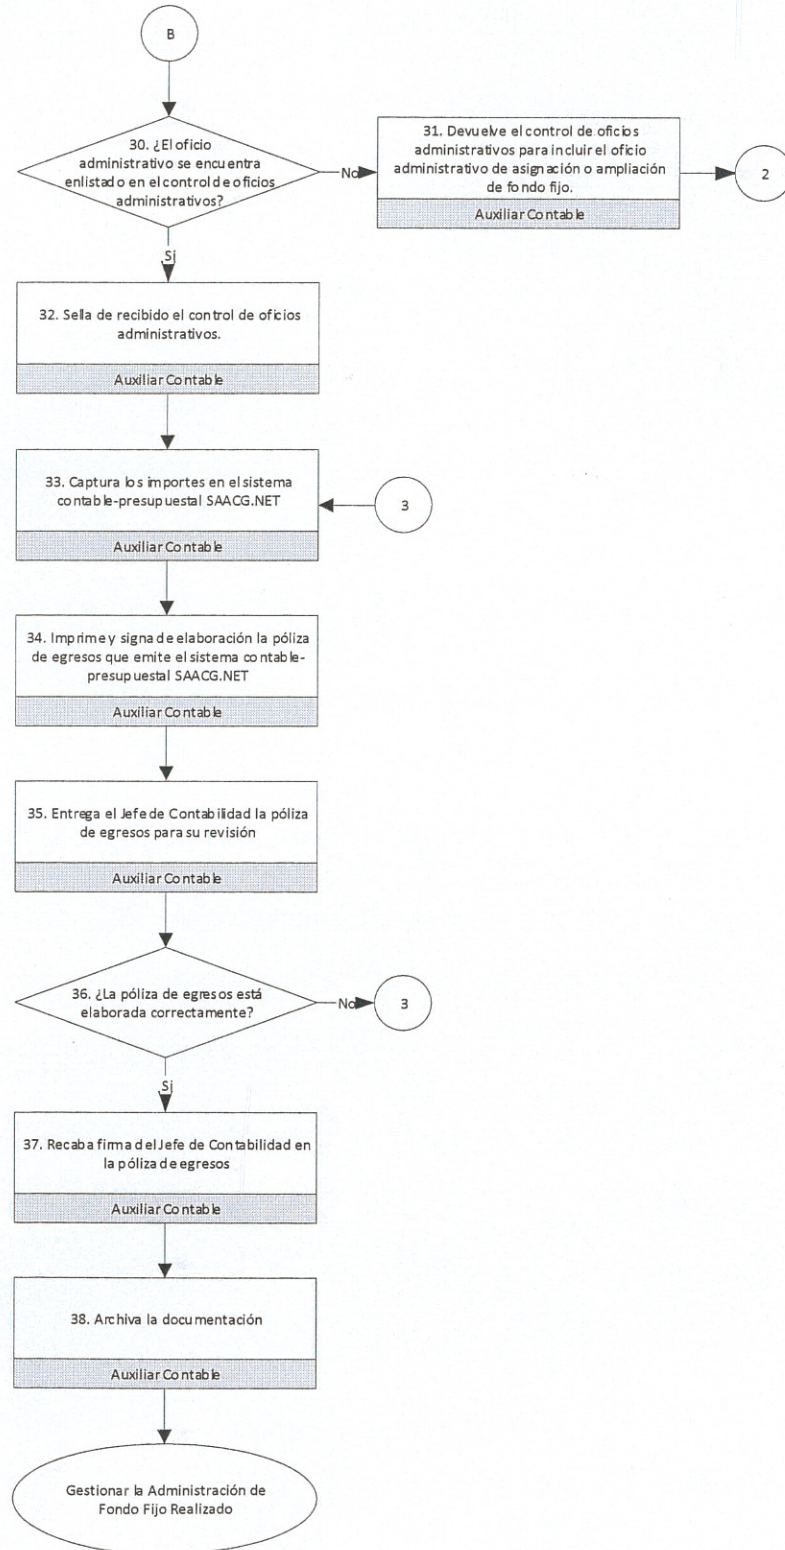 B
30. ¿El oficio
administrativo se encuentra
enlistado en el control de oficios
administrativos?
No
31. Devuelve el control de oficios
administrativos para incluir el oficio
administrativo de asignación o ampliación
de fondo fijo.
Auxiliar Contable
2
Si
32. Sella de recibido el control de oficios
administrativos.
Auxiliar Contable
33. Captura los importes en el sistema
contable-presupuestal SAACG.NET
Auxiliar Contable
3
34. Imprime y signa de elaboración la póliza
de egresos que emite el sistema contable-
presupuestal SAACG.NET
Auxiliar Contable
35. Entrega el Jefe de Contabilidad la póliza
de egresos para su revisión
Auxiliar Contable
36. ¿La póliza de egresos está
elaborada correctamente?
No
3
Si
37. Recaba firma del Jefe de Contabilidad en
la póliza de egresos
Auxiliar Contable
38. Archiva la documentación
Auxiliar Contable
Gestionar la Administración de
Fondo Fijo Realizado